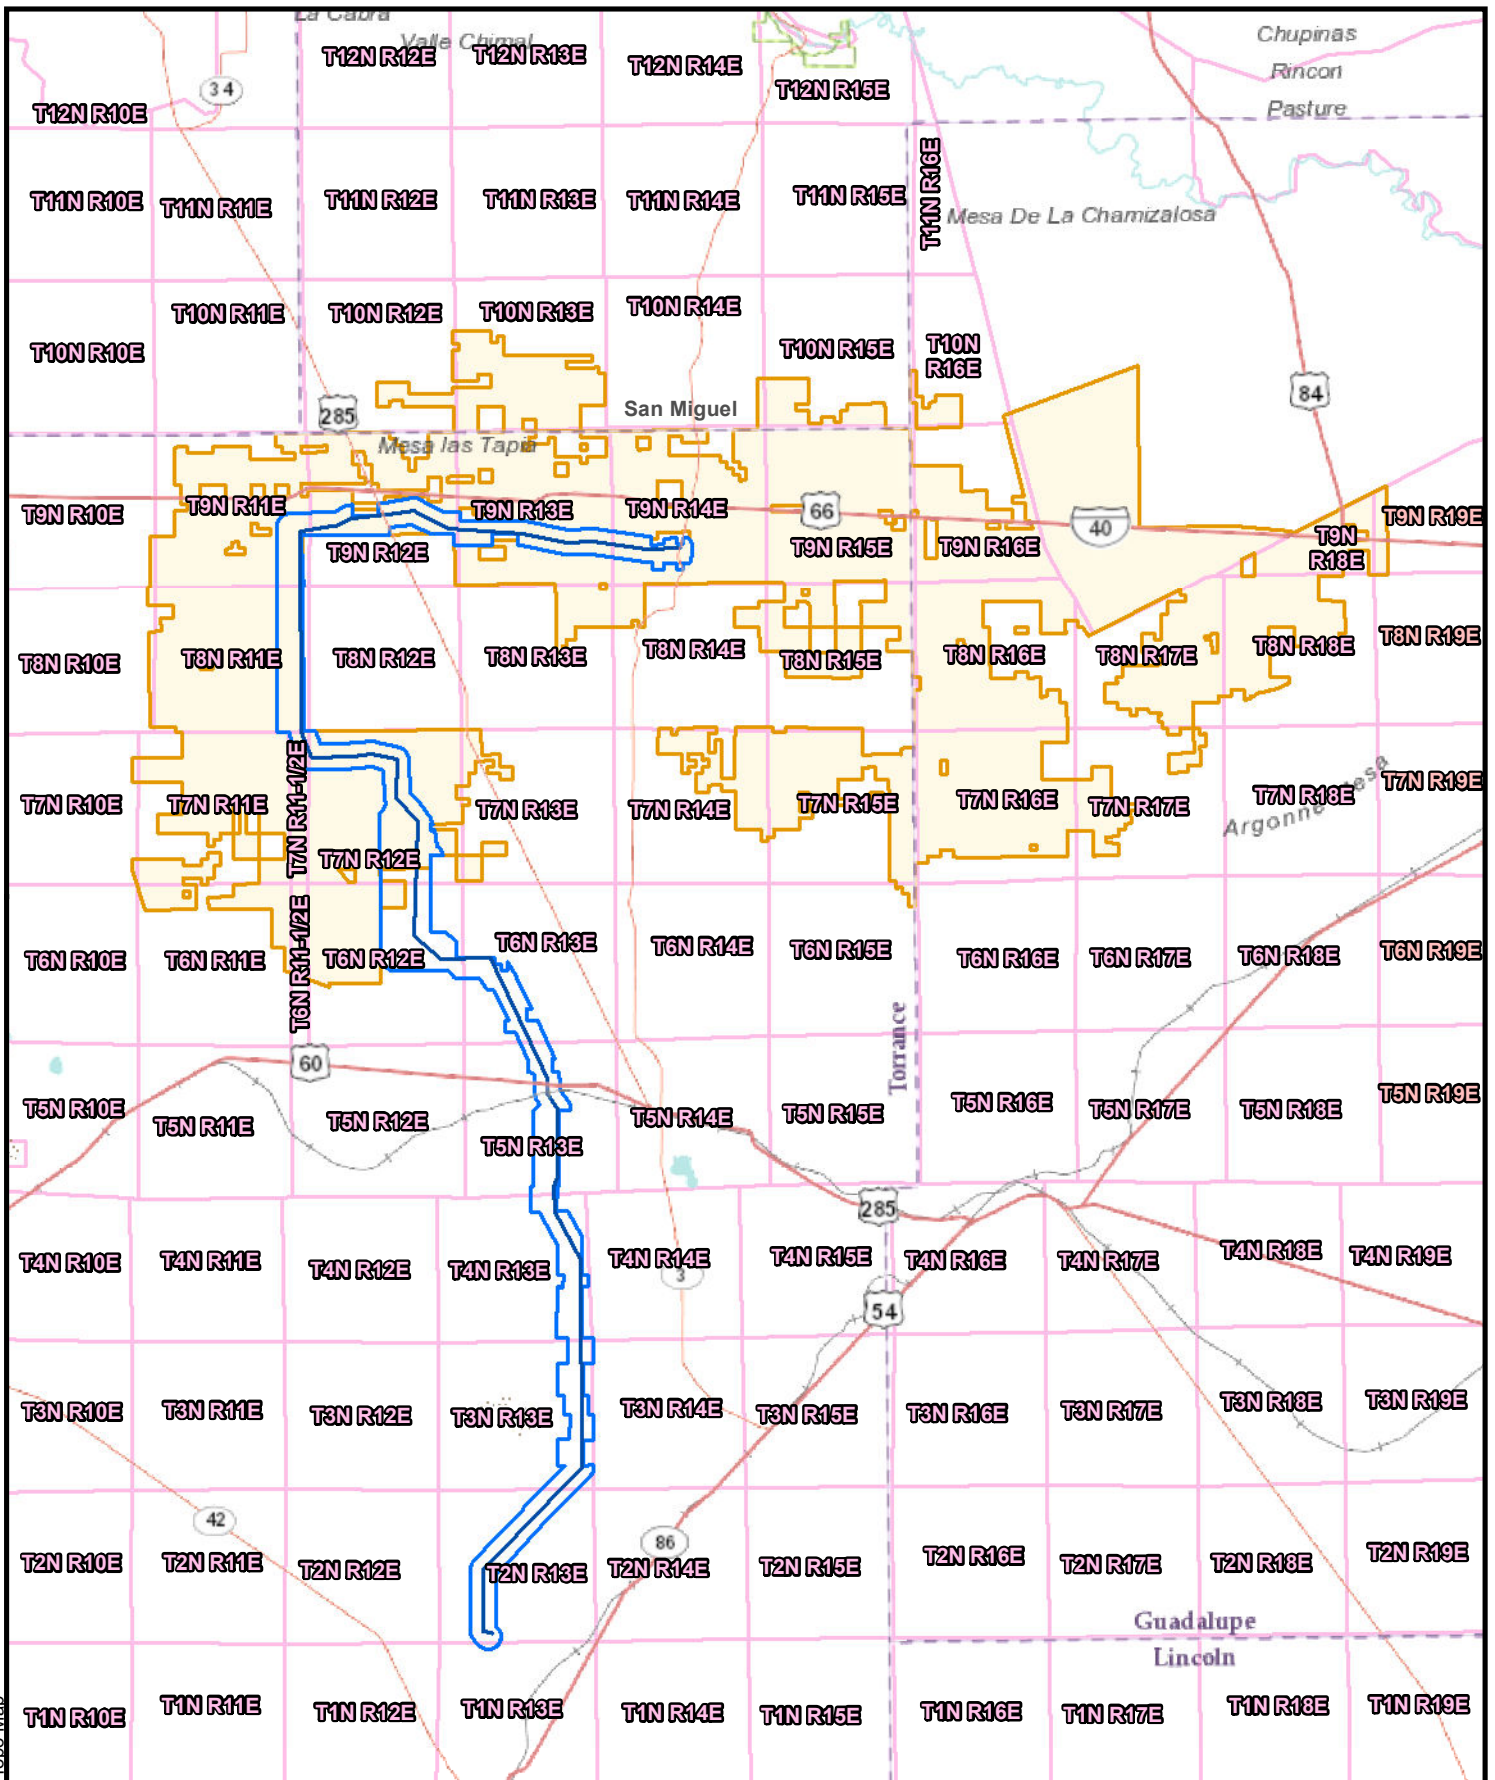 La Cabra
Valle Chimal
Chupinas
Rincon
Pasture
34
T12N R10E
T12N R12E
T12N R13E
T12N R14E
T12N R15E
T11N R10E
T11N R11E
T11N R12E
T11N R13E
T11N R14E
T11N R15E
T11N R16E
Mesa De La Chamizalosa
T10N R10E
T10N R11E
T10N R12E
T10N R13E
T10N R14E
T10N R15E
T10N
R16E
84
285
San Miguel
Mesa las Tapia
T9N R10E
T9N R11E
T9N R12E
T9N R13E
T9N R14E
66
T9N R15E
T9N R16E
40
T9N
R18E
T9N R19E
T8N R10E
T8N R11E
T8N R12E
T8N R13E
T8N R14E
T8N R15E
T8N R16E
T8N R17E
T8N R18E
T8N R19E
T7N R10E
T7N R11E
T7N R11-1/2E
T7N R12E
T7N R13E
T7N R14E
T7N R15E
T7N R16E
T7N R17E
T7N R18E
T7N R19E
T6N R10E
T6N R11E
T6N R11-1/2E
T6N R12E
T6N R13E
T6N R14E
T6N R15E
T6N R16E
T6N R17E
T6N R18E
T6N R19E
Torrance
60
T5N R10E
T5N R11E
T5N R12E
T5N R13E
T5N R14E
T5N R15E
T5N R16E
T5N R17E
T5N R18E
T5N R19E
285
T4N R10E
T4N R11E
T4N R12E
T4N R13E
T4N R14E
3
T4N R15E
T4N R16E
T4N R17E
T4N R18E
T4N R19E
54
T3N R10E
T3N R11E
T3N R12E
T3N R13E
T3N R14E
T3N R15E
T3N R16E
T3N R17E
T3N R18E
T3N R19E
42
86
T2N R10E
T2N R11E
T2N R12E
T2N R13E
T2N R14E
T2N R15E
T2N R16E
T2N R17E
T2N R18E
T2N R19E
Guadalupe
Lincoln
T1N R10E
T1N R11E
T1N R12E
T1N R13E
T1N R14E
T1N R15E
T1N R16E
T1N R17E
T1N R18E
T1N R19E